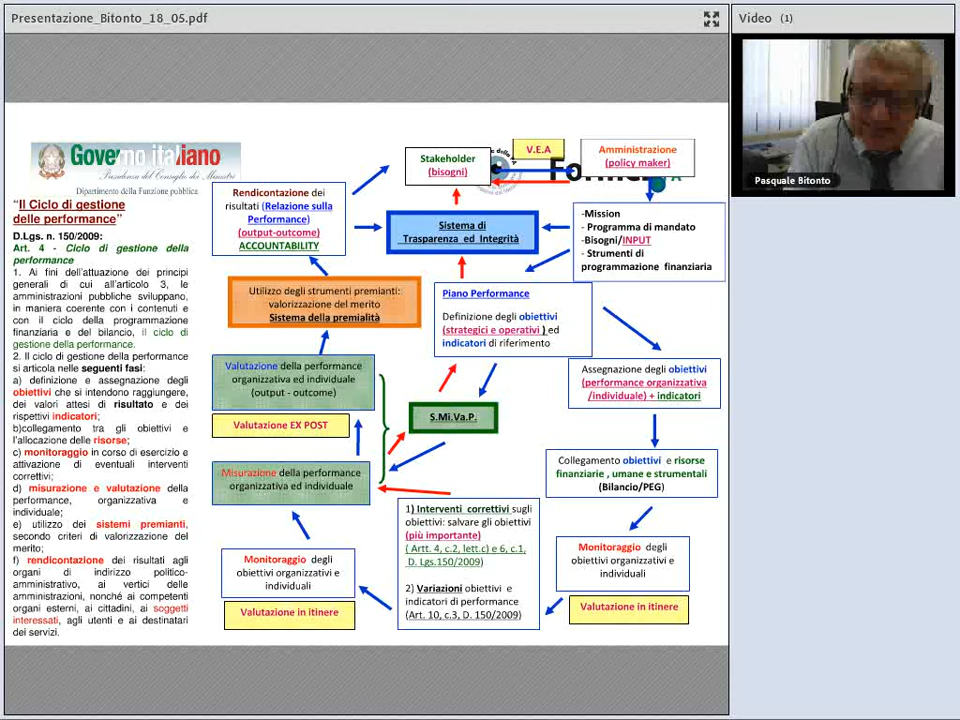 Presentazione_Bitonto_18_05.pdf
Video (1)
Pasquale Bitonto
Governo italiano
Presidenza del Consiglio dei Ministri
Dipartimento della Funzione pubblica
“Il Ciclo di gestione
delle performance”
D.Lgs. n. 150/2009:
Art. 4 - Ciclo di gestione della
performance
1. Ai fini dell’attuazione dei principi
generali di cui all’articolo 3, le
amministrazioni pubbliche sviluppano,
in maniera coerente con i contenuti e
con il ciclo della programmazione
finanziaria e del bilancio, il ciclo di
gestione della performance.
2. Il ciclo di gestione della performance
si articola nelle seguenti fasi:
a) definizione e assegnazione degli
obiettivi che si intendono raggiungere,
dei valori attesi di risultato e dei
rispettivi indicatori;
b)collegamento tra gli obiettivi e
l’allocazione delle risorse;
c) monitoraggio in corso di esercizio e
attivazione di eventuali interventi
correttivi;
d) misurazione e valutazione della
performance, organizzativa e
individuale;
e) utilizzo dei sistemi premianti,
secondo criteri di valorizzazione del
merito;
f) rendicontazione dei risultati agli
organi di indirizzo politico-
amministrativo, ai vertici delle
amministrazioni, nonché ai competenti
organi esterni, ai cittadini, ai soggetti
interessati, agli utenti e ai destinatari
dei servizi.
Stakeholder
(bisogni)
V.E.A
Amministrazione
(policy maker)
Rendicontazione dei
risultati (Relazione sulla
Performance)
(output-outcome)
ACCOUNTABILITY
Sistema di
Trasparenza ed Integrità
-Mission
- Programma di mandato
-Bisogni/INPUT
- Strumenti di
programmazione finanziaria
Utilizzo degli strumenti premianti:
valorizzazione del merito
Sistema della premialità
Piano Performance
Definizione degli obiettivi
(strategici e operativi ) ed
indicatori di riferimento
Valutazione della performance
organizzativa ed individuale
(output - outcome)
Valutazione EX POST
S.Mi.Va.P.
Assegnazione degli obiettivi
(performance organizzativa
/individuale) + indicatori
Misurazione della performance
organizzativa ed individuale
Collegamento obiettivi e risorse
finanziarie , umane e strumentali
(Bilancio/PEG)
1) Interventi correttivi sugli
obiettivi: salvare gli obiettivi
(più importante)
( Artt. 4, c.2, lett.c) e 6, c.1,
D. Lgs.150/2009)
2) Variazioni obiettivi e
indicatori di performance
(Art. 10, c.3, D. 150/2009)
Monitoraggio degli
obiettivi organizzativi e
individuali
Valutazione in itinere
Monitoraggio degli
obiettivi organizzativi e
individuali
Valutazione in itinere